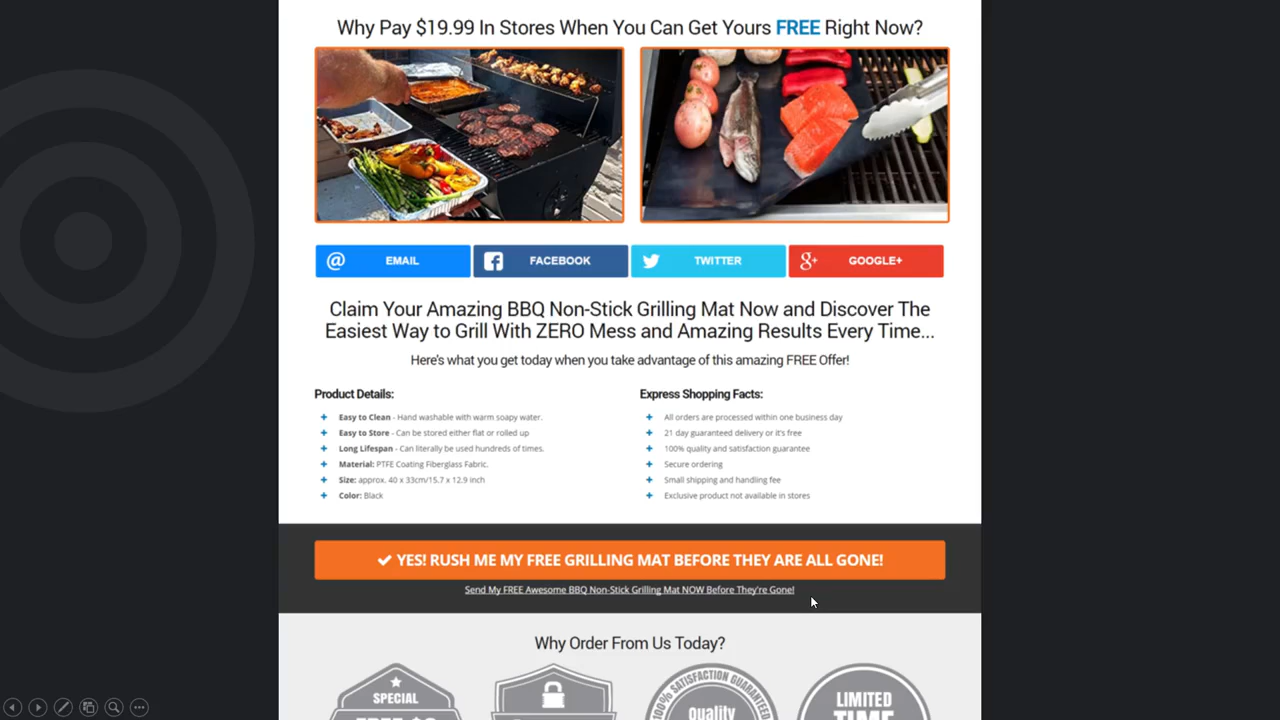 Why Pay $19.99 In Stores When You Can Get Yours FREE Right Now?
@ EMAIL
FACEBOOK
TWITTER
g+ GOOGLE+
Claim Your Amazing BBQ Non-Stick Grilling Mat Now and Discover The
Easiest Way to Grill With ZERO Mess and Amazing Results Every Time...
Here's what you get today when you take advantage of this amazing FREE Offer!
Product Details:
Easy to Clean - Hand washable with warm soapy water.
Easy to Store - Can be stored either flat or rolled up
Long Lifespan - Can literally be used hundreds of times.
Material: PTFE Coating Fiberglass Fabric.
Size: approx. 40 x 33cm/15.7 x 12.9 inch
Color: Black
Express Shopping Facts:
All orders are processed within one business day
21 day guaranteed delivery or it's free
100% quality and satisfaction guarantee
Secure ordering
Small shipping and handling fee
Exclusive product not available in stores
YES! RUSH ME MY FREE GRILLING MAT BEFORE THEY ARE ALL GONE!
Send My FREE Awesome BBQ Non-Stick Grilling Mat NOW Before They're Gone!
Why Order From Us Today?
SPECIAL
100% SATISFACTION GUARANTEED
Quality
LIMITED
TIME